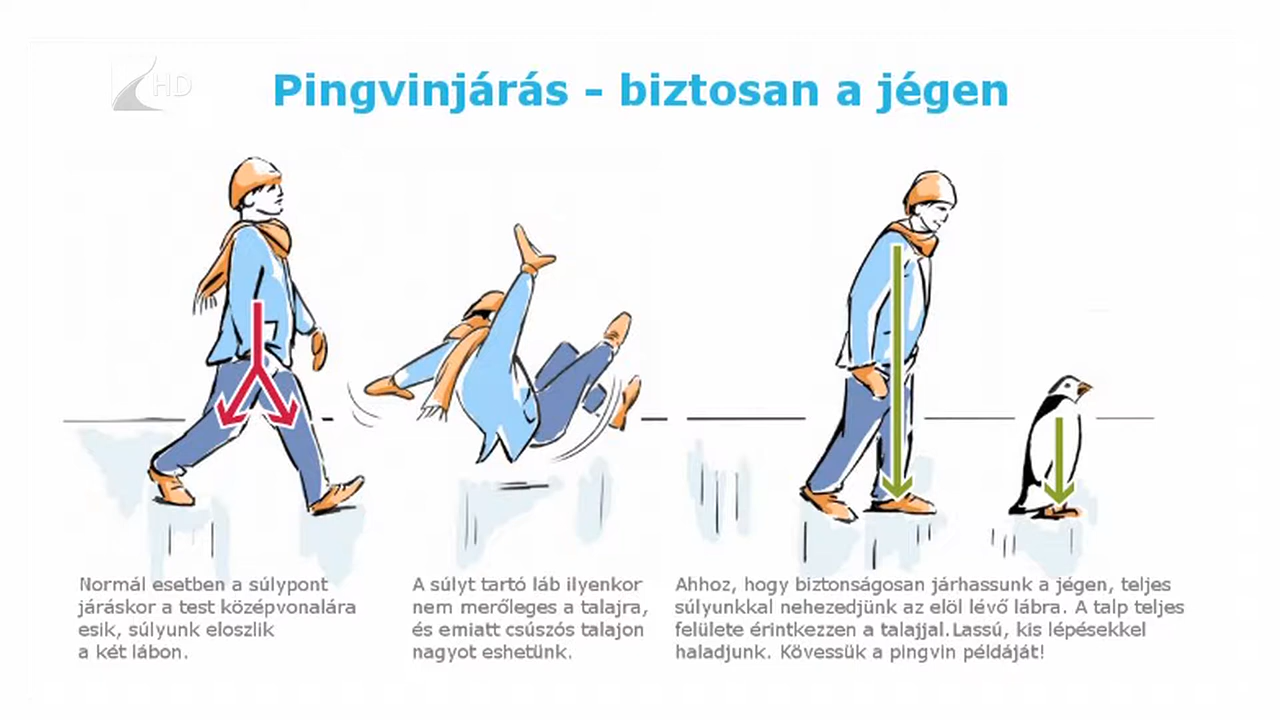 HD
Pingvinjárás – biztosan a jégen
Normál esetben a súlypont
járáskor a test középvonalára
esik, súlyunk eloszlik
a két lábon.
A súlyt tartó láb ilyenkor
nem merőleges a talajra,
és emiatt csúszós talajon
nagyot eshetünk.
Ahhoz, hogy biztonságosan járhassunk a jégen, teljes
súlyunkkal nehezedjünk az elöl lévő lábra. A talp teljes
felülete érintkezzen a talajjal.Lassú, kis lépésekkel
haladjunk. Kövessük a pingvin példáját!